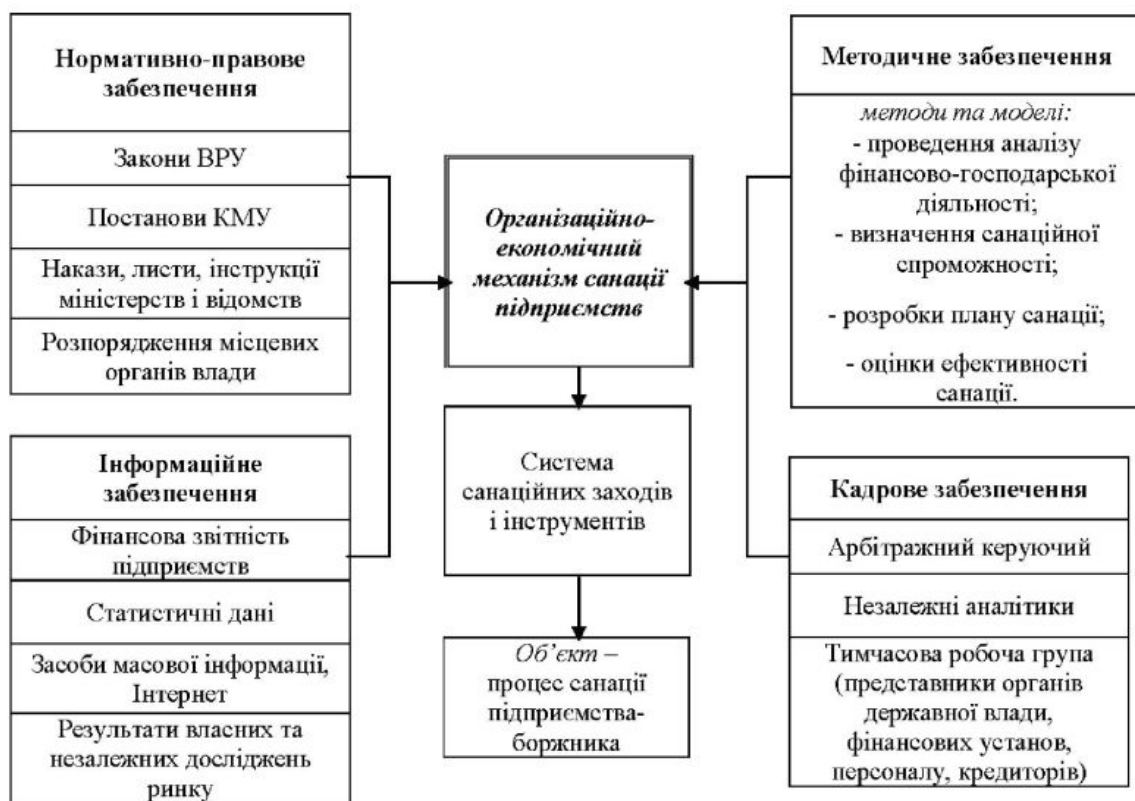 Нормативно-правове
забезпечення
Закони ВРУ
Постанови КМУ
Накази, листи, інструкції
міністерств і відомств
Розпорядження місцевих
органів влади
Інформаційне
забезпечення
Фінансова звітність
підприємств
Статистичні дані
Засоби масової інформації,
Інтернет
Результати власних та
незалежних досліджень
ринку
Організаційно-
економічний
механізм санації
підприємств
Система
санаційних заходів
і інструментів
Об’єкт –
процес санації
підприємства-
боржника
Методичне забезпечення
методи та моделі:
- проведення аналізу
фінансово-господарської
діяльності;
- визначення санаційної
спроможності;
- розробки плану санації;
- оцінки ефективності
санації.
Кадрове забезпечення
Арбітражний керуючий
Незалежні аналітики
Тимчасова робоча група
(представники органів
державної влади,
фінансових установ,
персоналу, кредиторів)